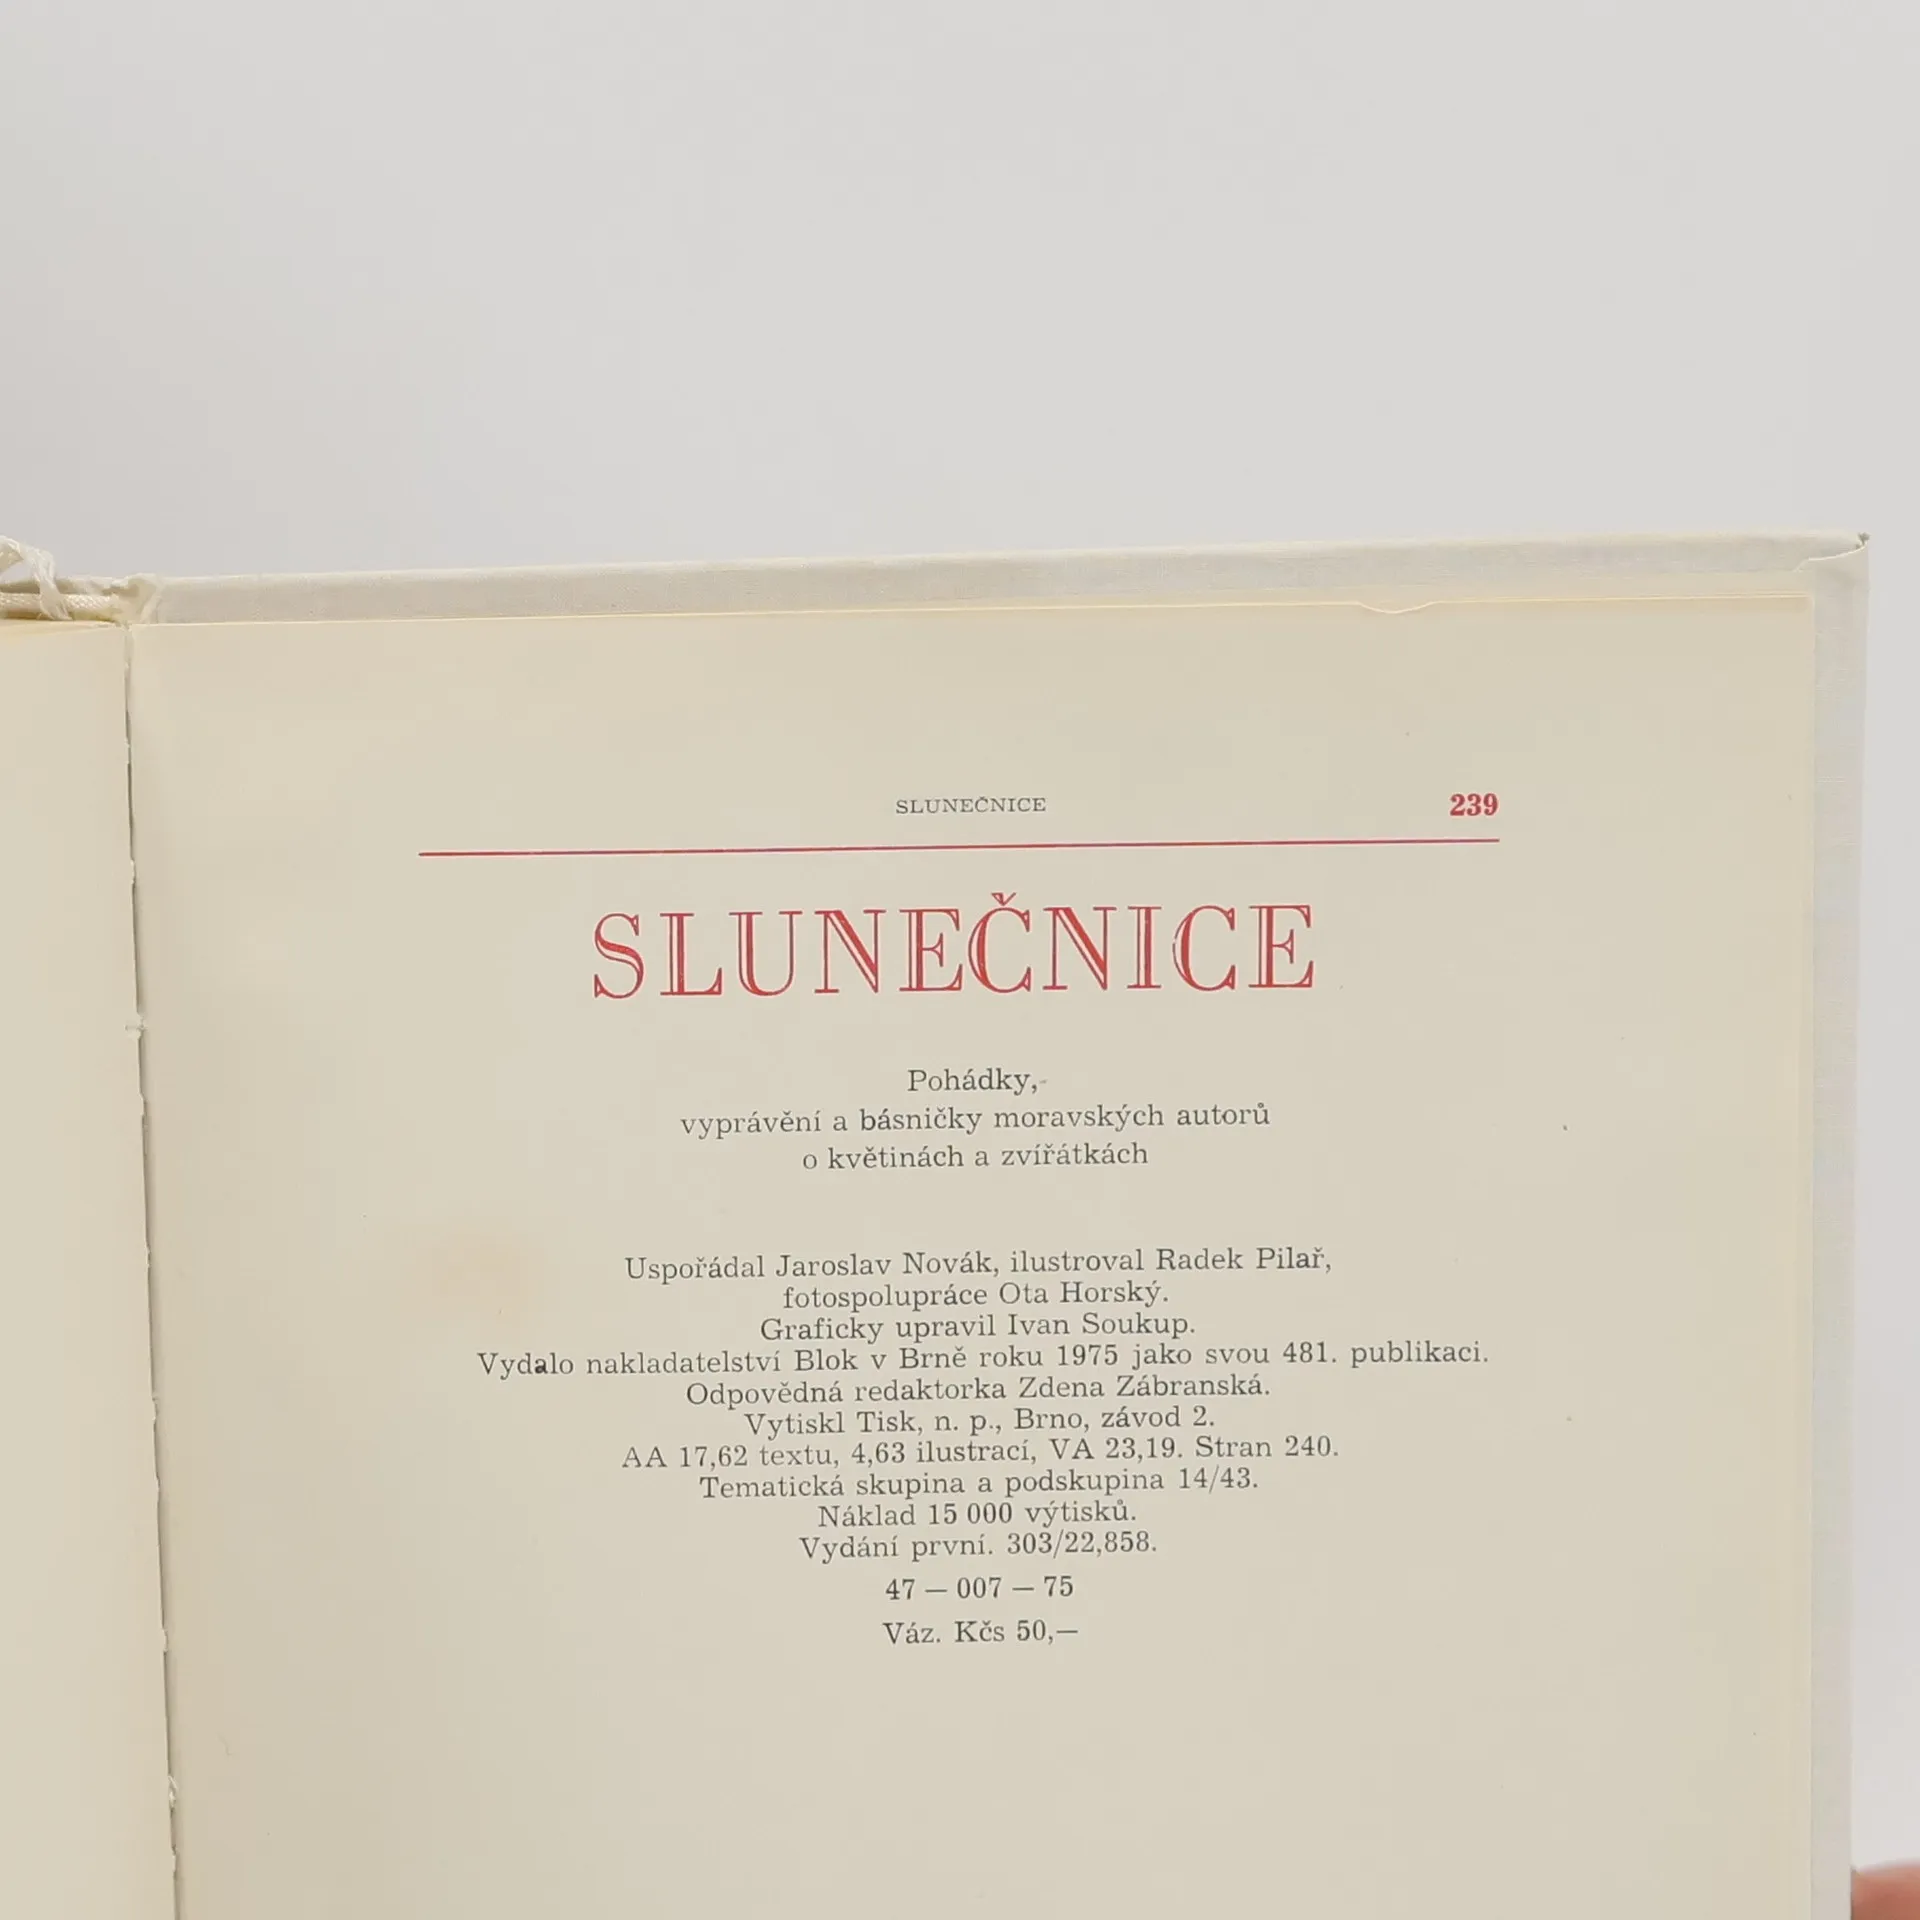 SLUNEČNICE 239
SLUNEČNICE
Pohádky,
vyprávění a básničky moravských autorů
o květinách a zvířátkách
Uspořádal Jaroslav Novák, ilustroval Radek Pilař,
fotospolupráce Ota Horský.
Graficky upravil Ivan Soukup.
Vydalo nakladatelství Blok v Brně roku 1975 jako svou 481. publikaci.
Odpovědná redaktorka Zdena Zábranská.
Vytiskl Tisk, n. p., Brno, závod 2.
AA 17,62 textu, 4,63 ilustrací, VA 23,19. Stran 240.
Tematická skupina a podskupina 14/43.
Náklad 15 000 výtisků.
Vydání první. 303/22,858.
47 — 007 — 75
Váz. Kčs 50,—